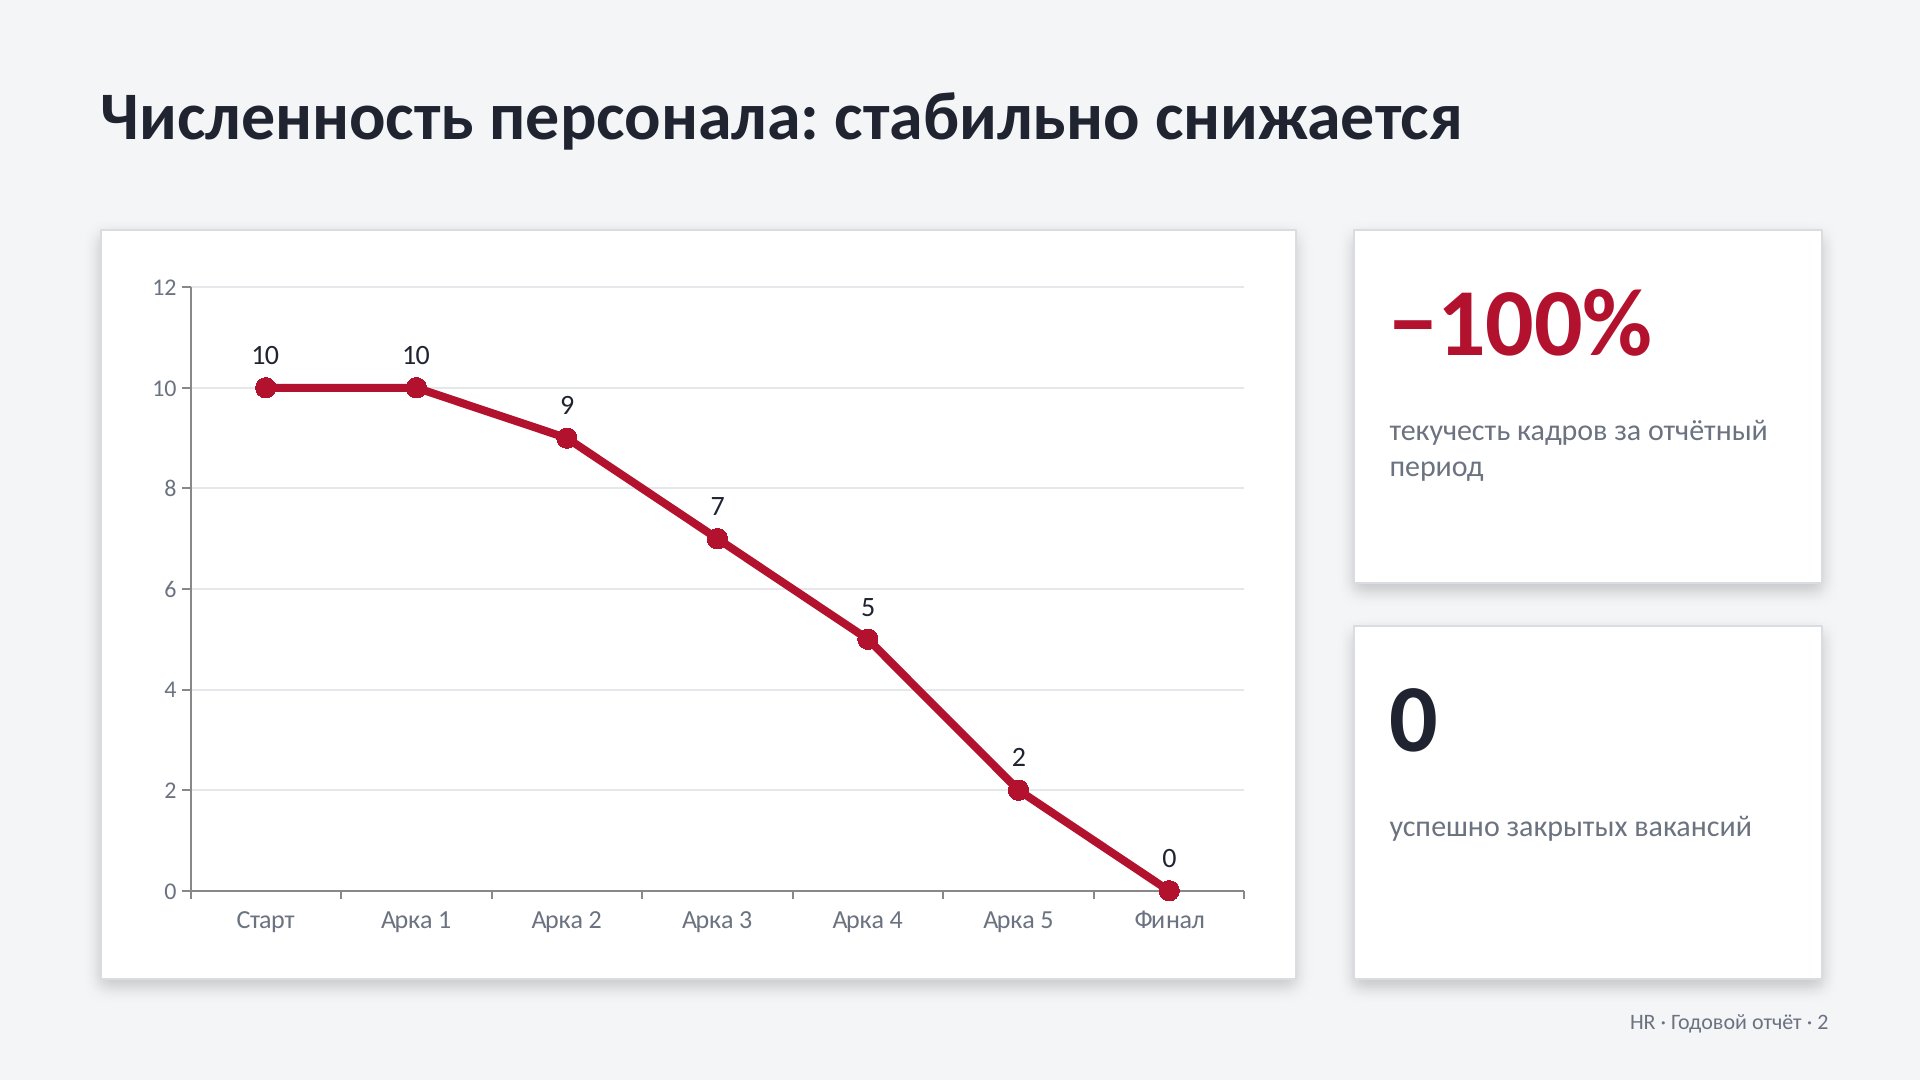 Численность персонала: стабильно снижается
12
10
8
6
4
2
0
10
10
9
7
5
2
0
Старт
Арка 1
Арка 2
Арка 3
Арка 4
Арка 5
Финал
−100%
текучесть кадров за отчётный
период
0
успешно закрытых вакансий
HR · Годовой отчёт · 2